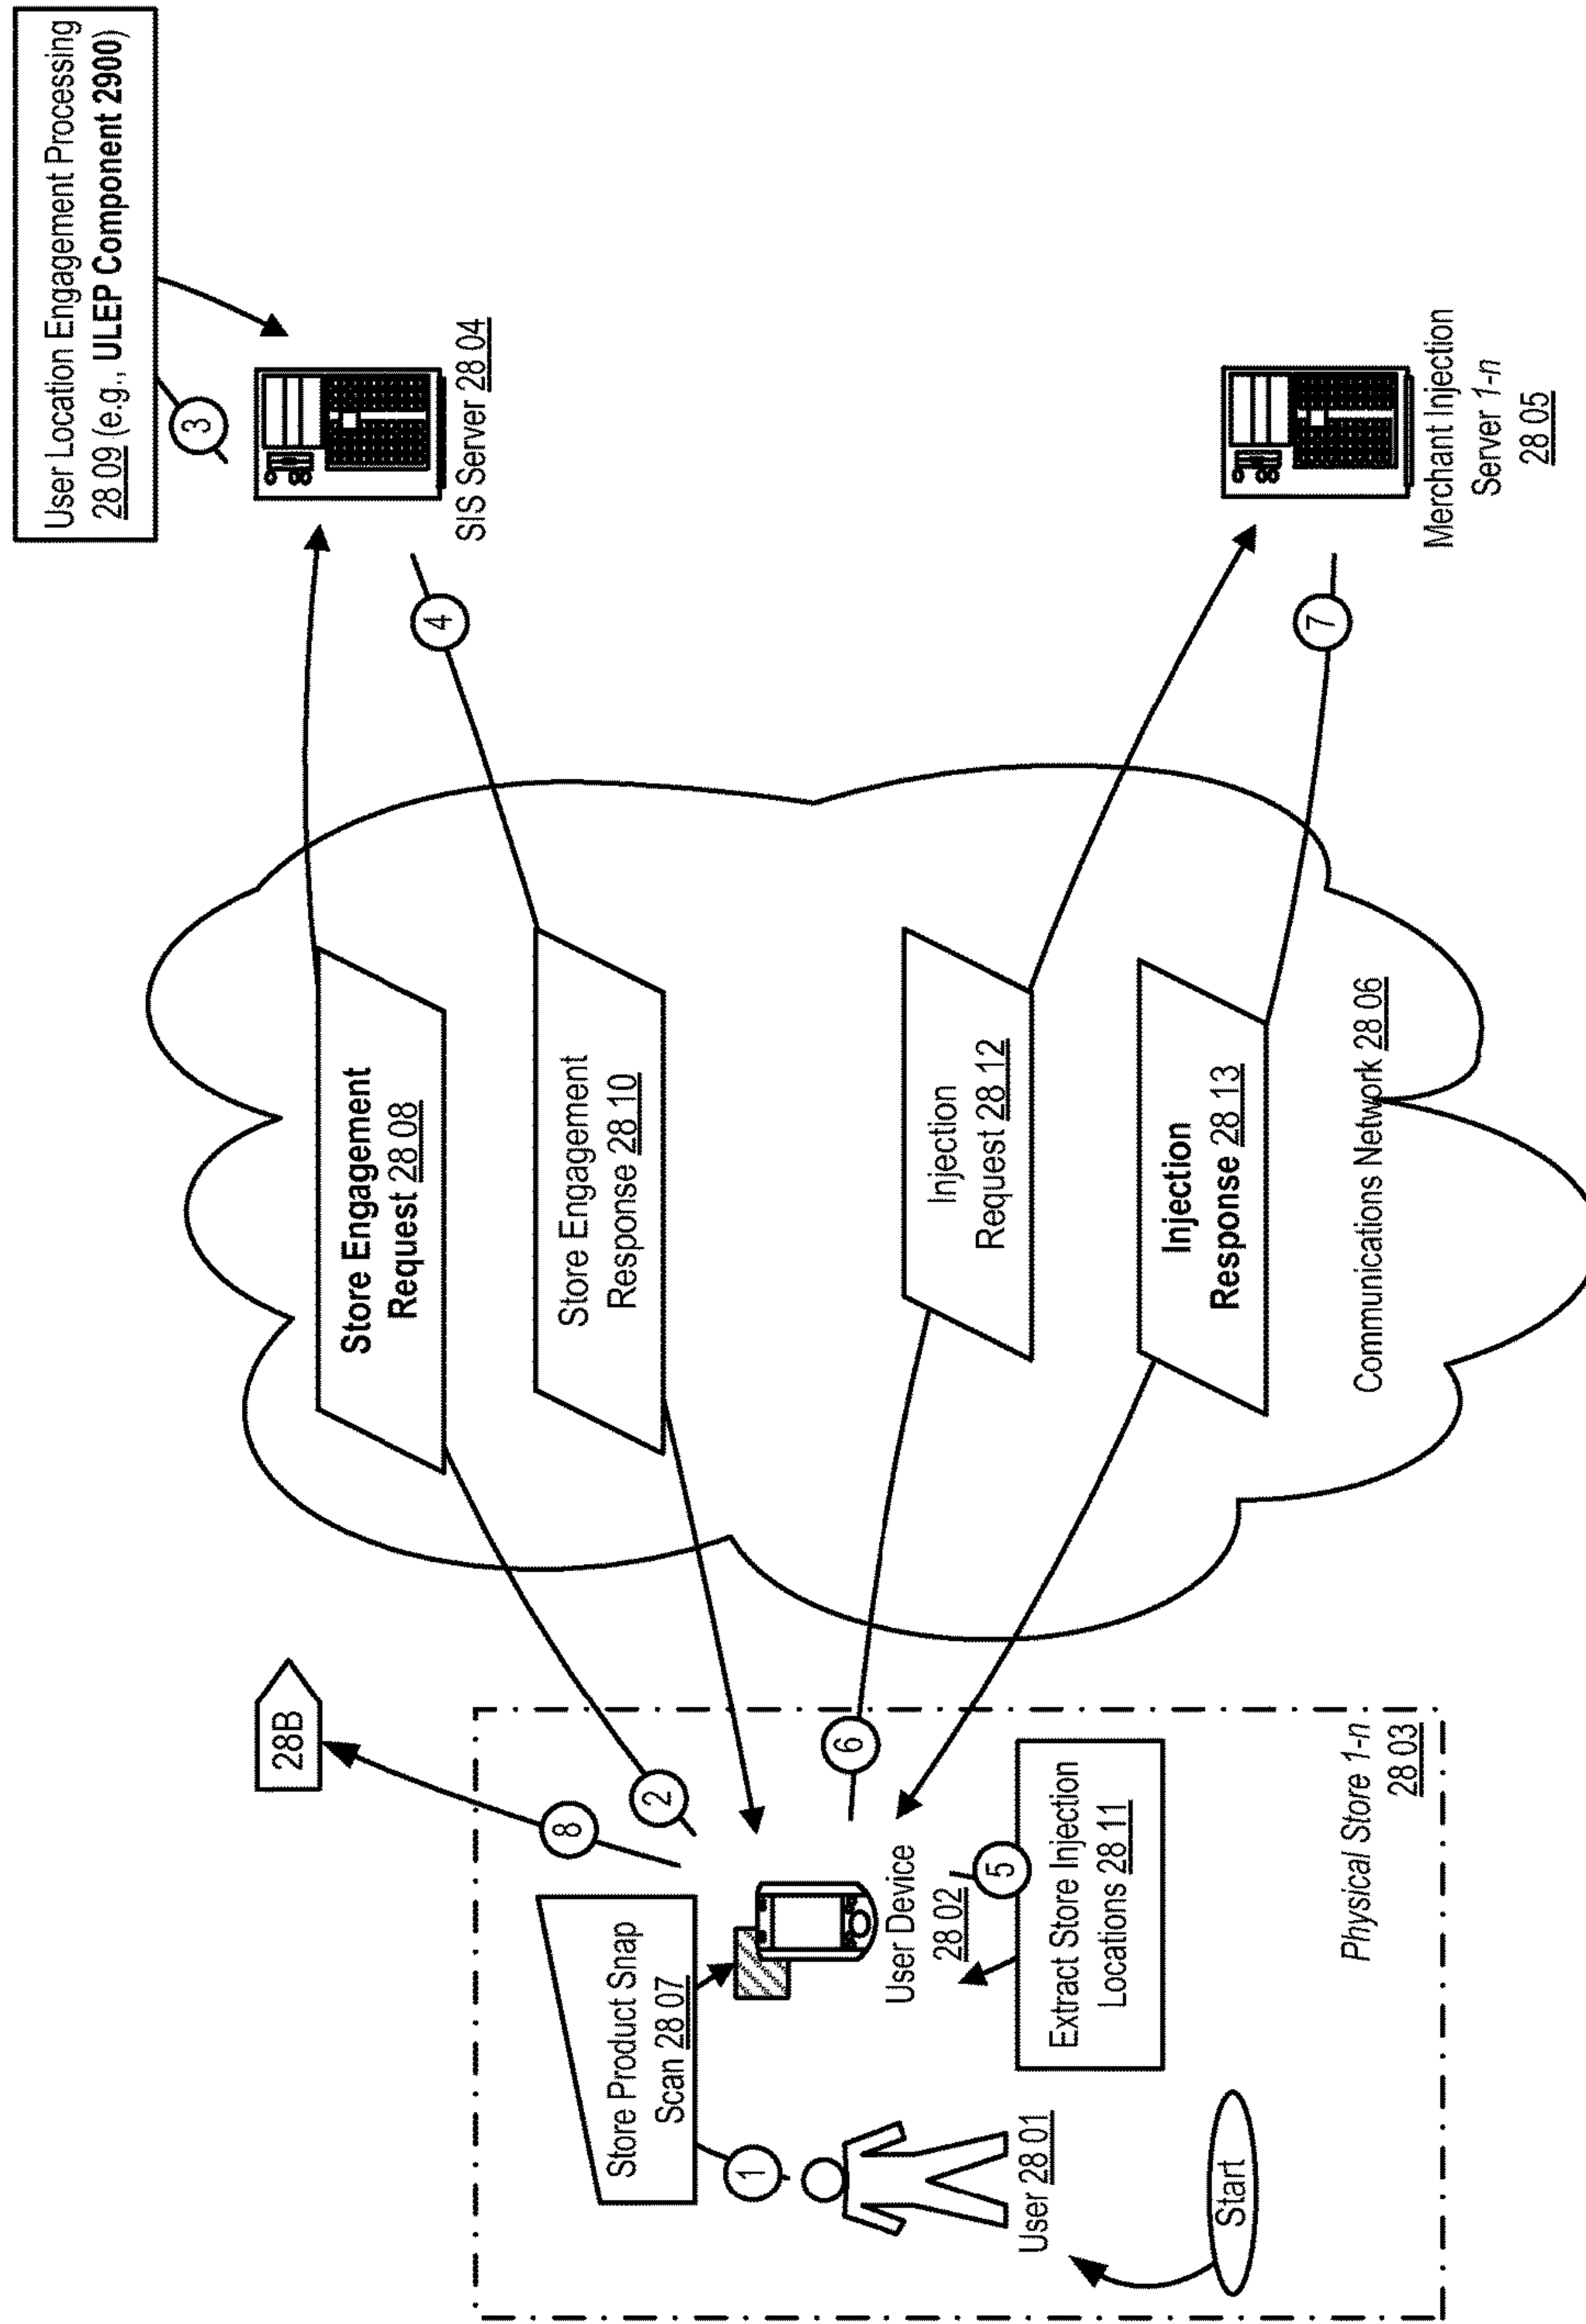 Start
User 28 01
1
Store Product Snap
Scan 28 07
User Device
28 02
5
Extract Store Injection
Locations 28 11
Physical Store 1-n
28 03
8
28B
2
6
Store Engagement
Request 28 08
Store Engagement
Response 28 10
Injection
Request 28 12
Injection
Response 28 13
Communications Network 28 06
4
7
3
SIS Server 28 04
User Location Engagement Processing
28 09 (e.g., ULEP Component 2900)
Merchant Injection
Server 1-n
28 05